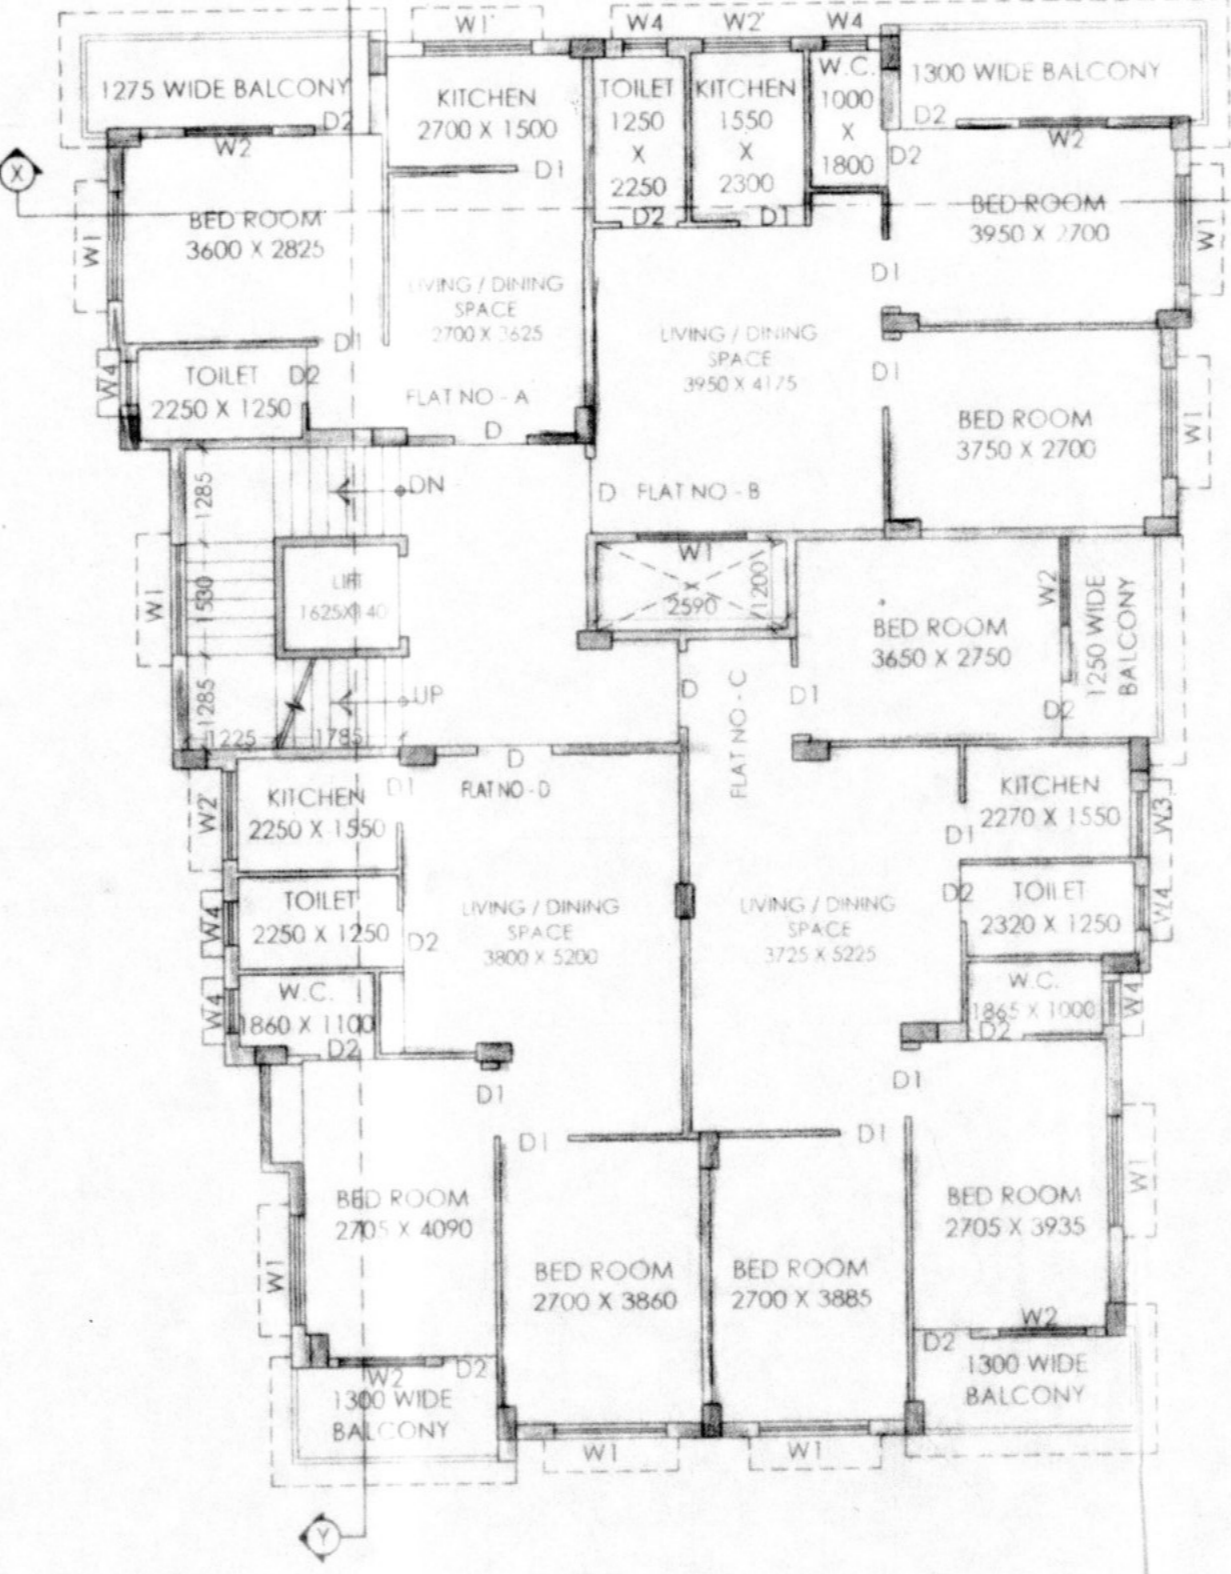 W1
W4
W2
W4
1275 WIDE BALCONY
D2
W2
KITCHEN
2700 X 1500
D1
TOILET
1250
X
2250
D2
KITCHEN
1550
X
2300
D1
W.C.
1000
X
1800
1300 WIDE BALCONY
D2
D2
W2
X
W1
BED ROOM
3600 X 2825
BED ROOM
3950 X 2700
W1
LIVING / DINING
SPACE
2700 X 3625
D1
LIVING / DINING
SPACE
3950 X 4175
D1
D1
W4
TOILET
2250 X 1250
D2
FLAT NO - A
D
BED ROOM
3750 X 2700
W1
1285
DN
D
FLAT NO - B
W1
X
2590
1200
W1
1530
LIFT
BED ROOM
3650 X 2750
W2
1250 WIDE
BALCONY
D2
1285
UP
1225
1785
D
FLAT NO - C
D1
D
FLAT NO - D
D1
W2
KITCHEN
2250 X 1550
KITCHEN
2270 X 1550
W3
D1
W4
TOILET
2250 X 1250
D2
LIVING / DINING
SPACE
3800 X 5200
LIVING / DINING
SPACE
3725 X 5225
D2
TOILET
2320 X 1250
W4
W4
W.C.
1860 X 1100
D2
W.C.
1865 X 1000
D2
W4
D1
D1
D1
D1
BED ROOM
2705 X 4090
W1
BED ROOM
2705 X 3935
W1
BED ROOM
2700 X 3860
BED ROOM
2700 X 3885
W2
D2
1300 WIDE
BALCONY
D2
W2
1300 WIDE
BALCONY
W1
W1
Y